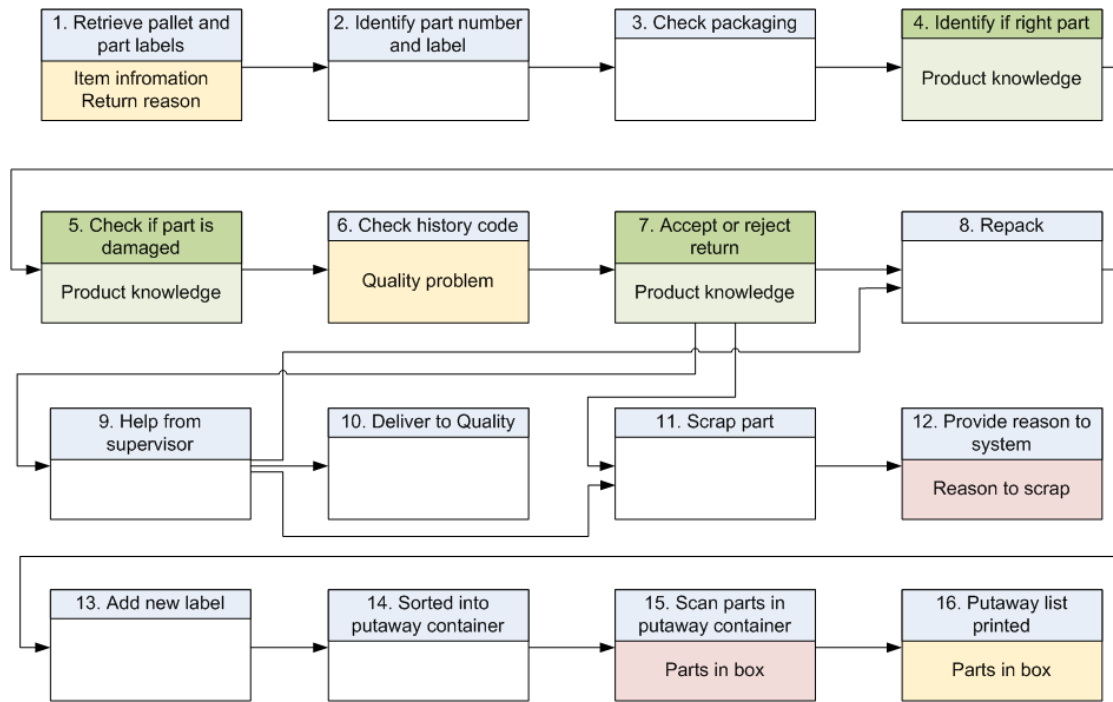 1. Retrieve pallet and
part labels
Item infromation
Return reason
2. Identify part number
and label
3. Check packaging
4. Identify if right part
Product knowledge
5. Check if part is
damaged
Product knowledge
6. Check history code
Quality problem
7. Accept or reject
return
Product knowledge
8. Repack
9. Help from
supervisor
10. Deliver to Quality
11. Scrap part
12. Provide reason to
system
Reason to scrap
13. Add new label
14. Sorted into
putaway container
15. Scan parts in
putaway container
Parts in box
16. Putaway list
printed
Parts in box